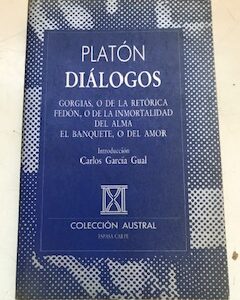 PLATÓN
DIÁLOGOS
GORGIAS, O DE LA RETÓRICA
FEDON, O DE LA INMORTALIDAD
DEL ALMA
EL BANQUETE, O DEL AMOR
Introducción
Carlos García Gual
COLECCIÓN AUSTRAL
ESPASA CALPE